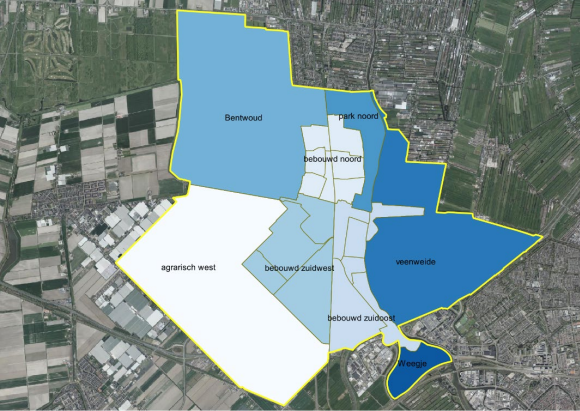 Bentwoud
park noord
bebouwd noord
veenweide
agrarisch west
bebouwd zuidwest
bebouwd zuidoost
Weegje